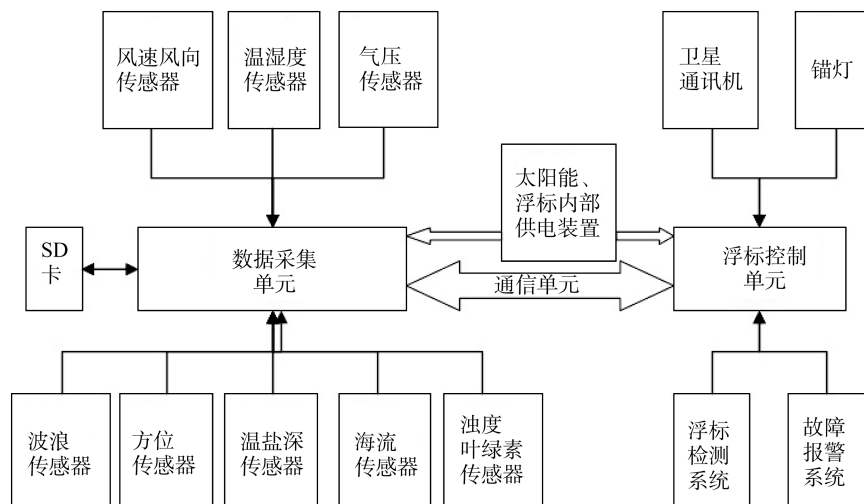 风速风向
传感器
温湿度
传感器
气压
传感器
卫星
通讯机
锚灯
太阳能、
浮标内部
供电装置
SD
卡
数据采集
单元
通信单元
浮标控制
单元
波浪
传感器
方位
传感器
温盐深
传感器
海流
传感器
浊度
叶绿素
传感器
浮标
检测
系统
故障
报警
系统